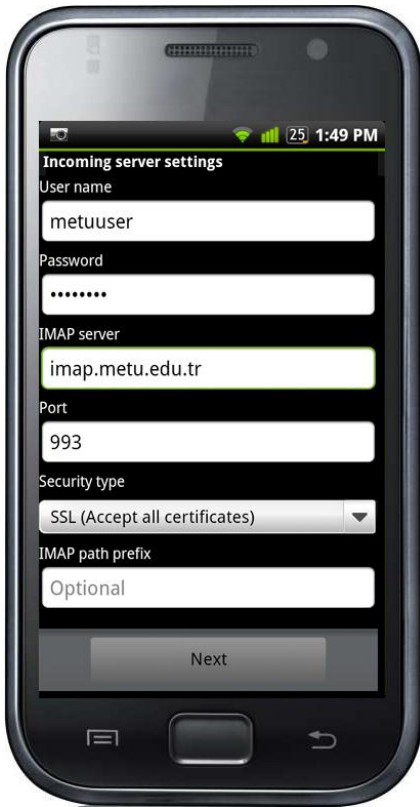 25 1:49 PM
Incoming server settings
User name
metuuser
Password
••••••••
IMAP server
imap.metu.edu.tr
Port
993
Security type
SSL (Accept all certificates)
IMAP path prefix
Optional
Next